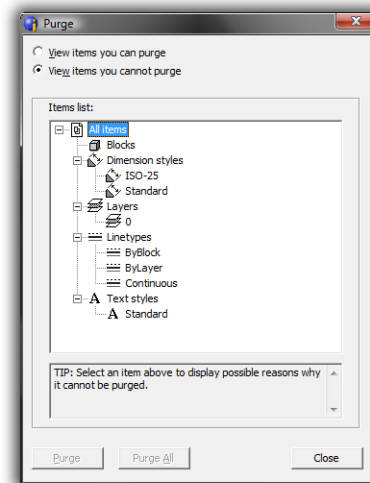 Purge
View items you can purge
View items you cannot purge
Items list:
All items
Blocks
Dimension styles
ISO-25
Standard
Layers
0
Linetypes
ByBlock
ByLayer
Continuous
Text styles
A Standard
TIP: Select an item above to display possible reasons why
it cannot be purged.
Purge
Purge All
Close